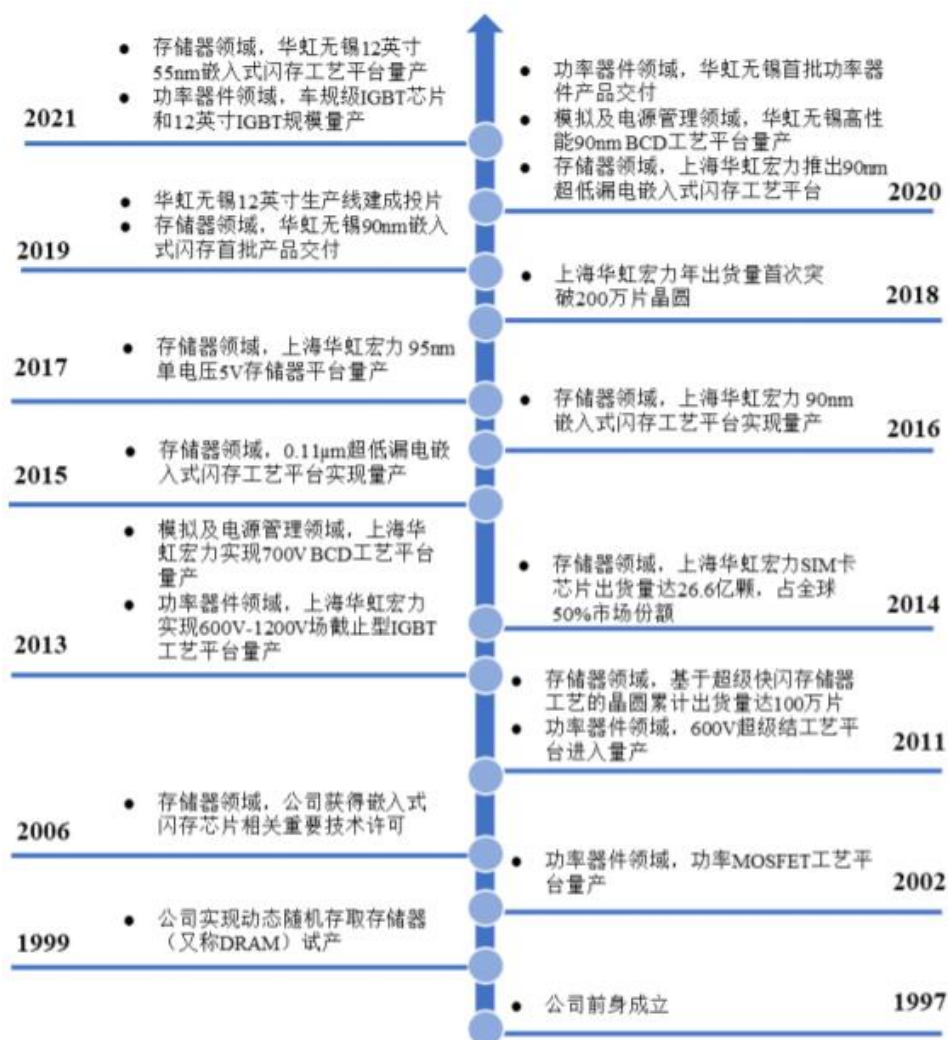 存储器领域，华虹无锡12英寸
55nm嵌入式闪存工艺平台量产
功率器件领域，车规级IGBT芯片
和12英寸IGBT规模量产
2021
功率器件领域，华虹无锡首批功率器
件产品交付
模拟及电源管理领域，华虹无锡高性
能90nm BCD工艺平台量产
存储器领域，上海华虹宏力推出90nm
超低漏电嵌入式闪存工艺平台
2020
华虹无锡12英寸生产线建成投片
存储器领域，华虹无锡90nm嵌入
式闪存首批产品交付
2019
上海华虹宏力年出货量首次突
破200万片晶圆
2018
存储器领域，上海华虹宏力 95nm
单电压5V存储器平台量产
2017
存储器领域，上海华虹宏力 90nm
嵌入式闪存工艺平台实现量产
2016
存储器领域，0.11μm超低漏电嵌
入式闪存工艺平台实现量产
2015
模拟及电源管理领域，上海华
虹宏力实现700V BCD工艺平台
量产
功率器件领域，上海华虹宏力
实现600V-1200V场截止型IGBT
工艺平台量产
2013
存储器领域，上海华虹宏力SIM卡
芯片出货量达26.6亿颗，占全球
50%市场份额
2014
存储器领域，基于超级快闪存储器
工艺的晶圆累计出货量达100万片
功率器件领域，600V超级结工艺平
台进入量产
2011
存储器领域，公司获得嵌入式
闪存芯片相关重要技术许可
2006
功率器件领域，功率MOSFET工艺平
台量产
2002
公司实现动态随机存取存储器
（又称DRAM）试产
1999
公司前身成立
1997